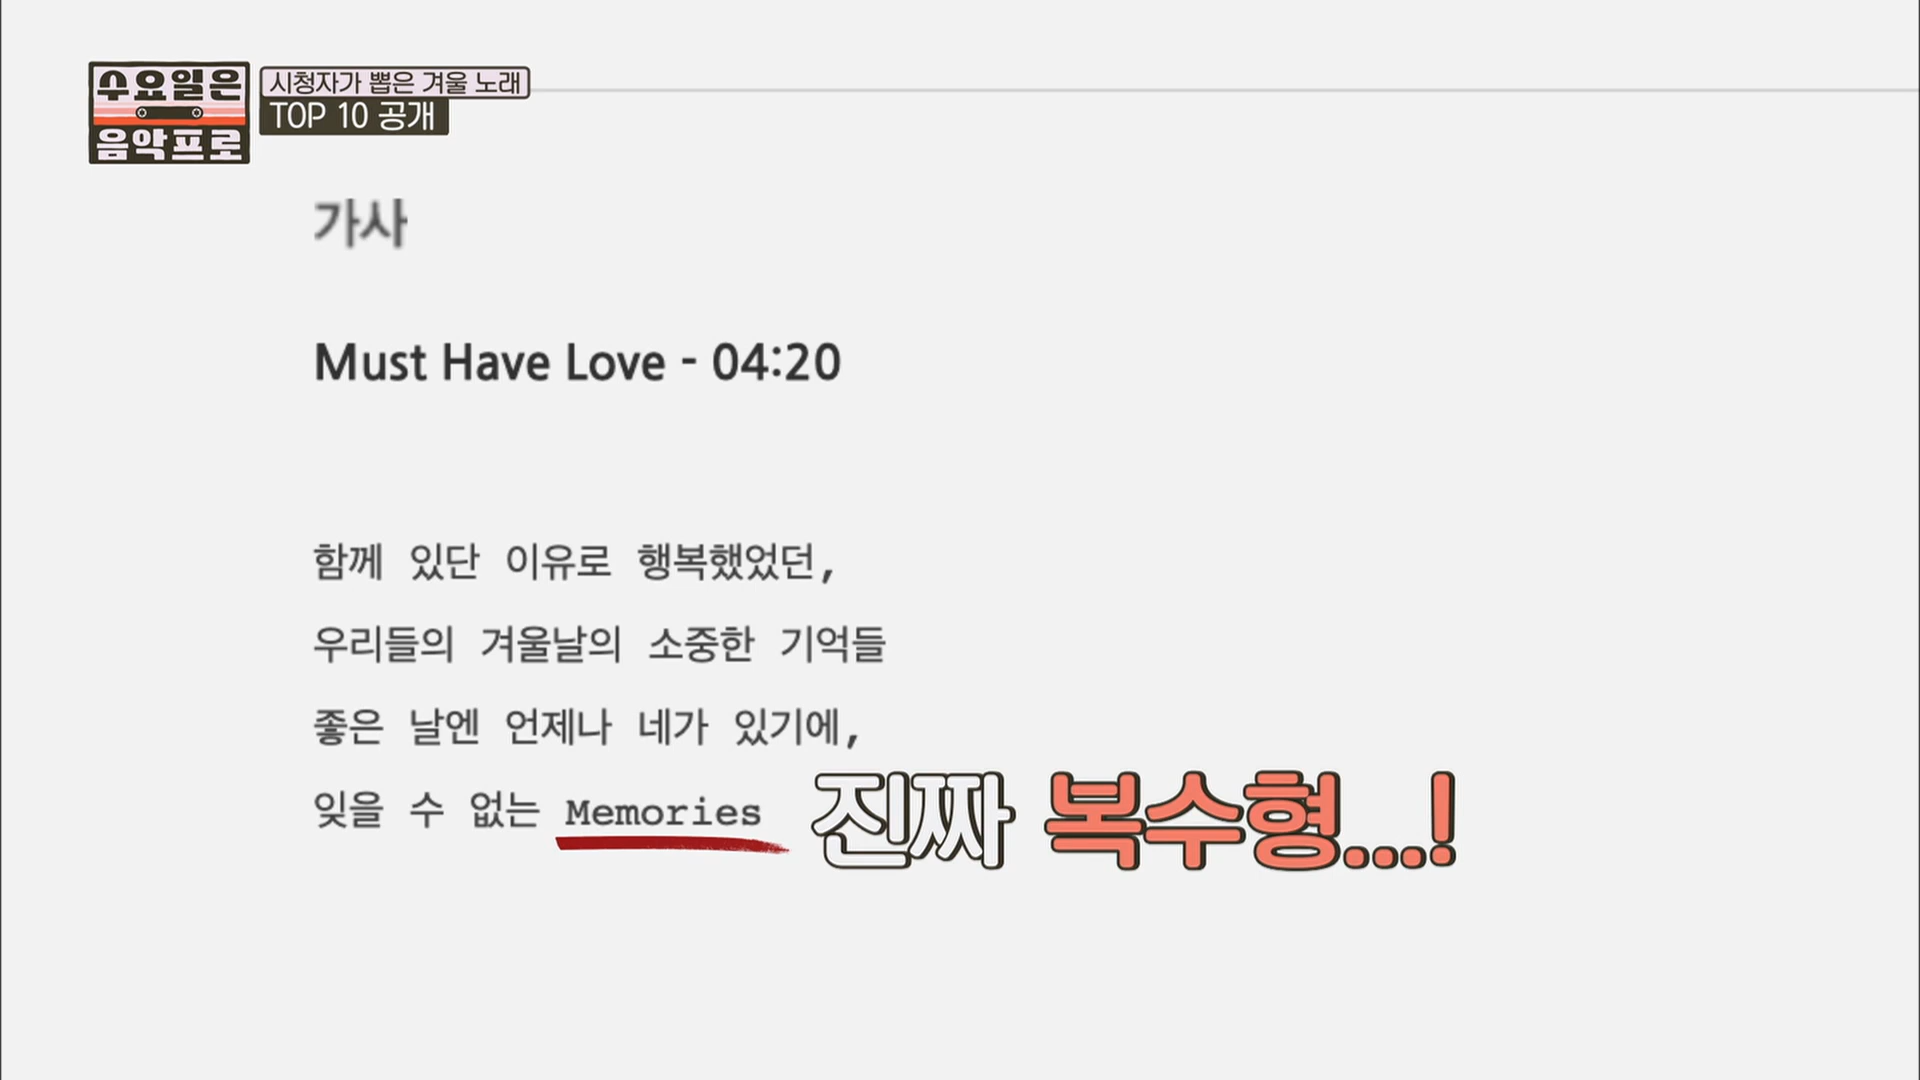 수요일은
음악프로
시청자가 뽑은 겨울 노래
TOP 10 공개
가사
Must Have Love - 04:20
함께 있단 이유로 행복했었던,
우리들의 겨울날의 소중한 기억들
좋은 날엔 언제나 네가 있기에,
잊을 수 없는 Memories
진짜 복수형...!